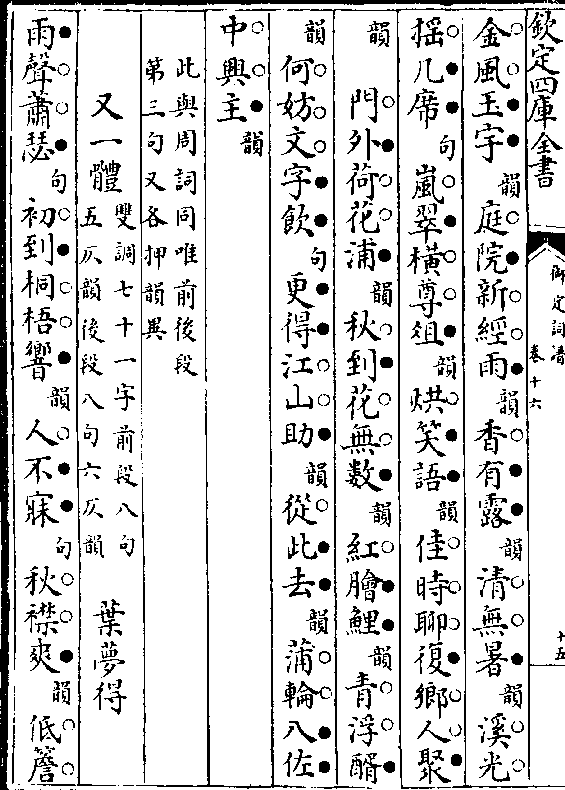 欽定四庫全書
御定詞譜
卷十六
十五
金風玉宇韻庭院新經雨韻香有露韻清無暑韻溪光
摇几席句嵐翠橫尊俎韻烘笑語韻佳時聊復鄉人聚
韻 門外荷花浦韻秋到花無數韻紅膾鯉韻青浮醑
韻何妨文字飲句更得江山助韻從此去韻蒲輪八佐
中興主韻
此與周詞同唯前後段
第三句又各押韻異
又一體 雙調七十一字前段八句
五仄韻後段八句六仄韻 葉夢得
雨聲蕭瑟句初到桐梧響韻人不寐句秋襟爽韻低簷